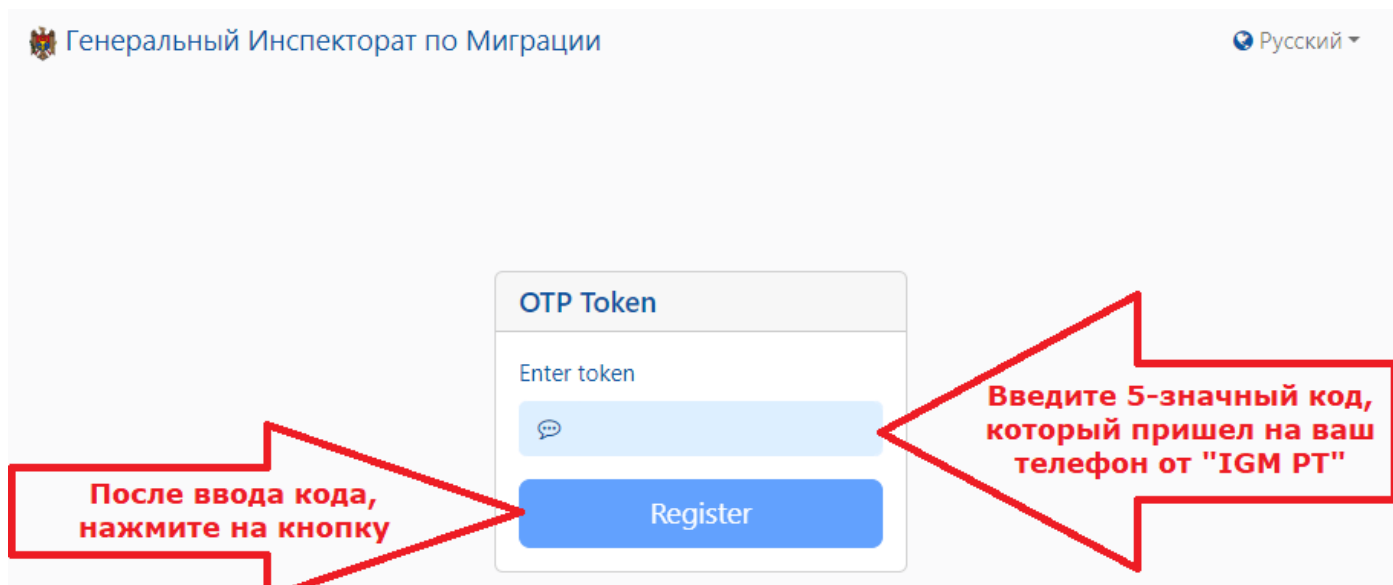 Генеральный Инспекторат по Миграции
Русский
OTP Token
Enter token
Введите 5-значный код,
который пришел на ваш
телефон от "IGM PT"
После ввода кода,
нажмите на кнопку
Register